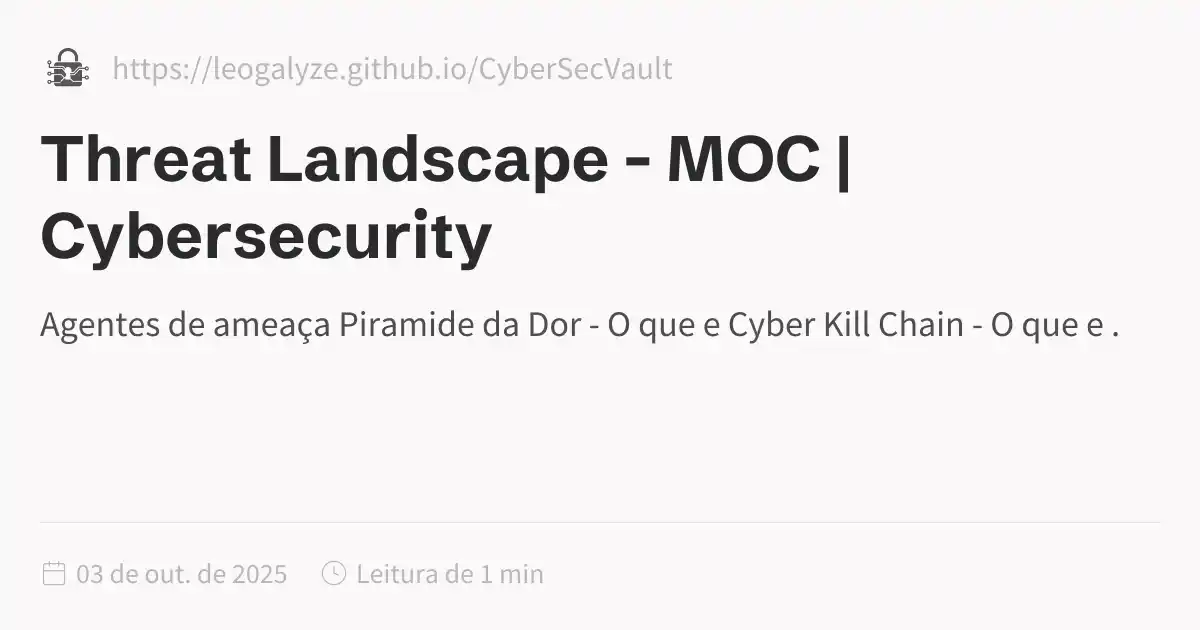 https://leogalyze.github.io/CyberSecVault
Threat Landscape - MOC |
Cybersecurity
Agentes de ameaça Piramide da Dor - O que e Cyber Kill Chain - O que e .
03 de out. de 2025 Leitura de 1 min